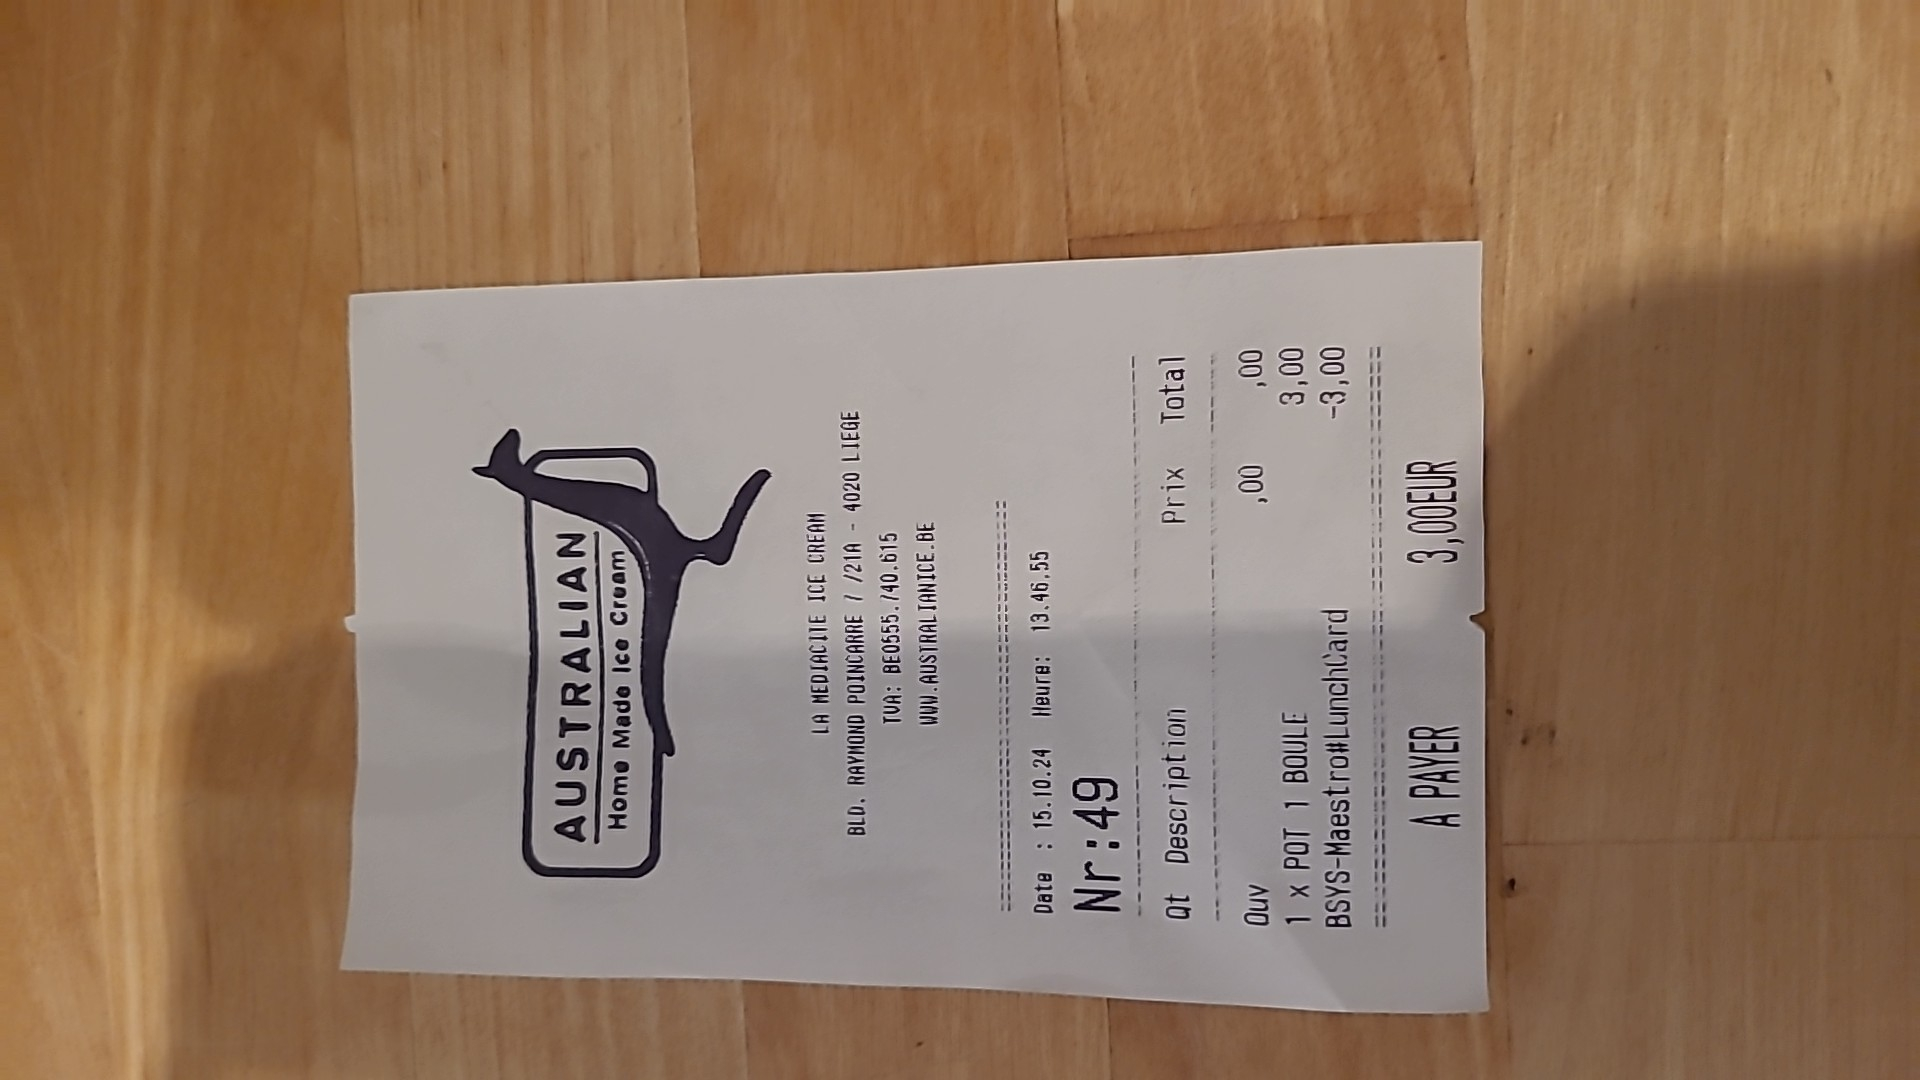 AUSTRALIAN
Home Made Ice Cream
LA MEDIACITE ICE CREAM
BLD. RAYMOND POINCARRE / /21A - 4020 LIEGE
TVA: BE0555.740.615
WWW.AUSTRALIANICE.BE
Date : 15.10.24 Heure: 13.46.55
Nr:49
Qt Description Prix Total
Ouv ,00 ,00
1 x POT 1 BOULE 3,00
BSYS-Maestro#LunchCard -3,00
A PAYER 3,00EUR